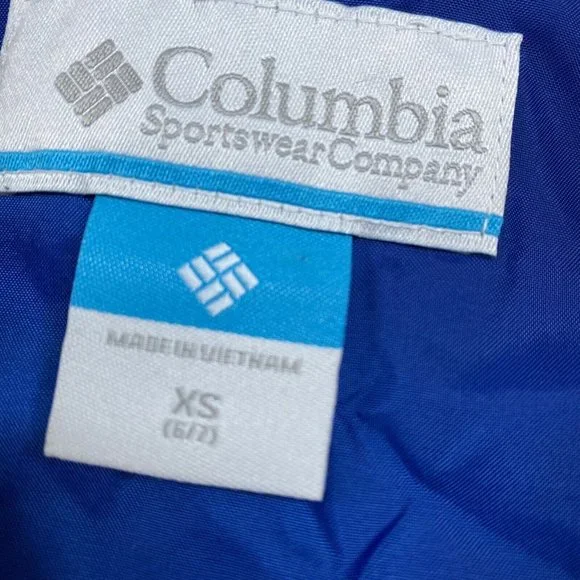 Columbia
Sportswear Company
MADE IN VIETNAM
XS
(6/7)